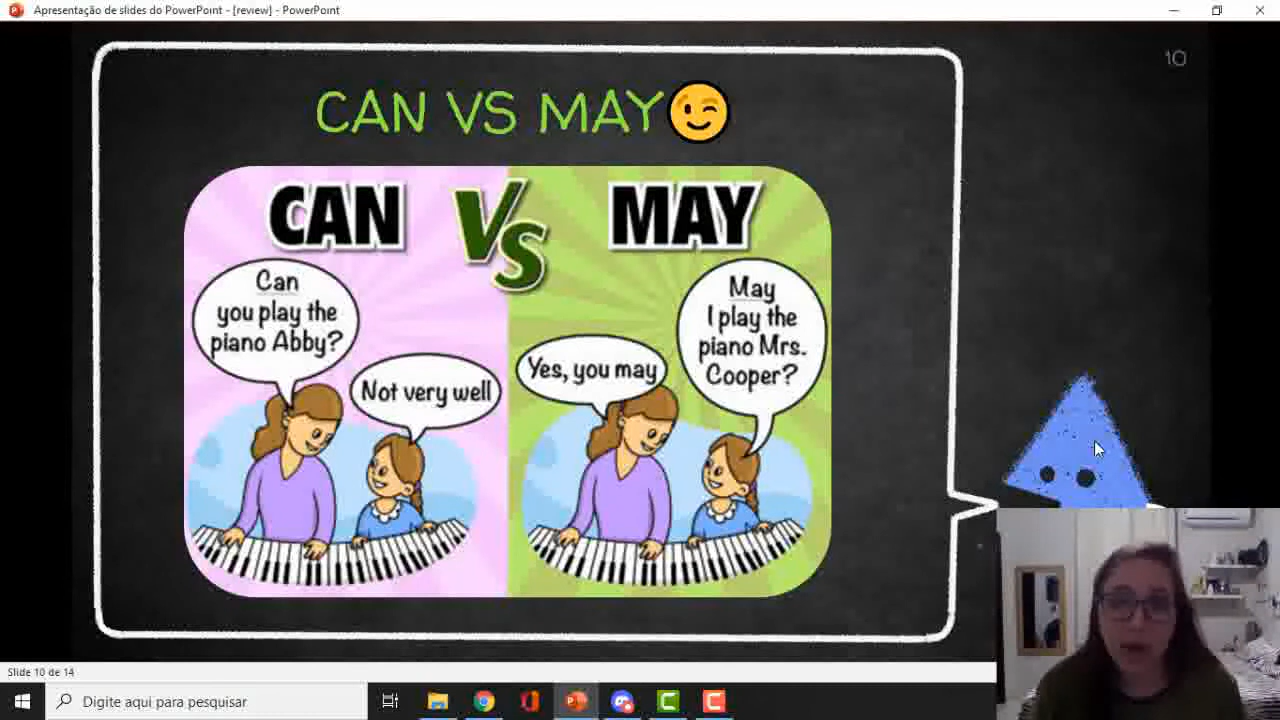 Apresentação de slides do PowerPoint - [review] - PowerPoint
10
CAN VS MAY
CAN VS MAY
Can
you play the
piano Abby?
Not very well
Yes, you may
May
I play the
piano Mrs.
Cooper?
Slide 10 de 14
Digite aqui para pesquisar